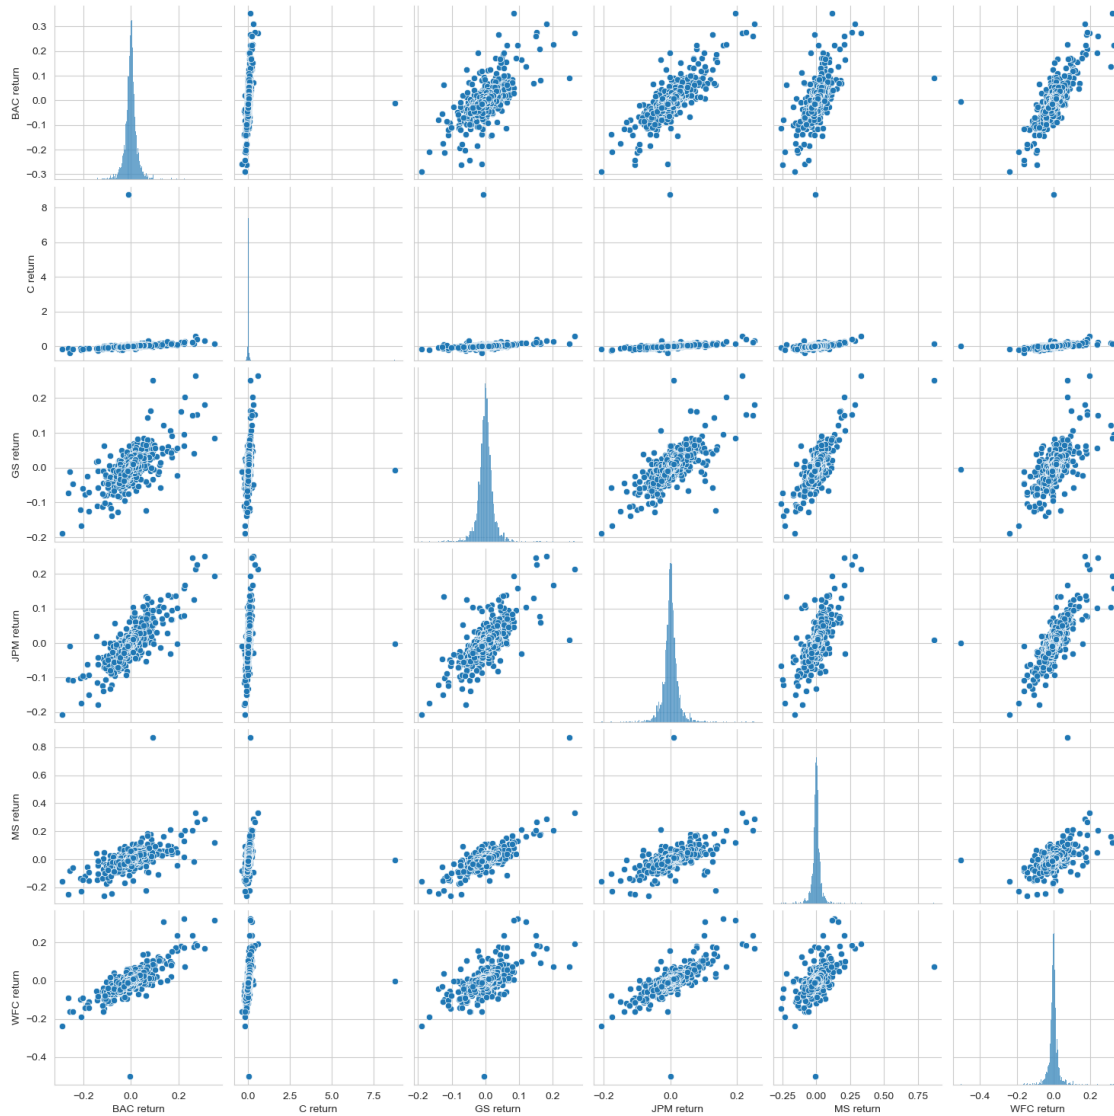 BAC return
0.3
0.2
0.1
0.0
−0.1
−0.2
−0.3
C return
8
6
4
2
0
GS return
0.2
0.1
0.0
−0.1
−0.2
JPM return
0.2
0.1
0.0
−0.1
−0.2
MS return
0.8
0.6
0.4
0.2
0.0
−0.2
WFC return
0.2
0.0
−0.2
−0.4
−0.2 0.0 0.2
BAC return
0.0 2.5 5.0 7.5
C return
−0.2 −0.1 0.0 0.1 0.2
GS return
−0.2 0.0 0.2
JPM return
−0.25 0.00 0.25 0.50 0.75
MS return
−0.4 −0.2 0.0 0.2
WFC return